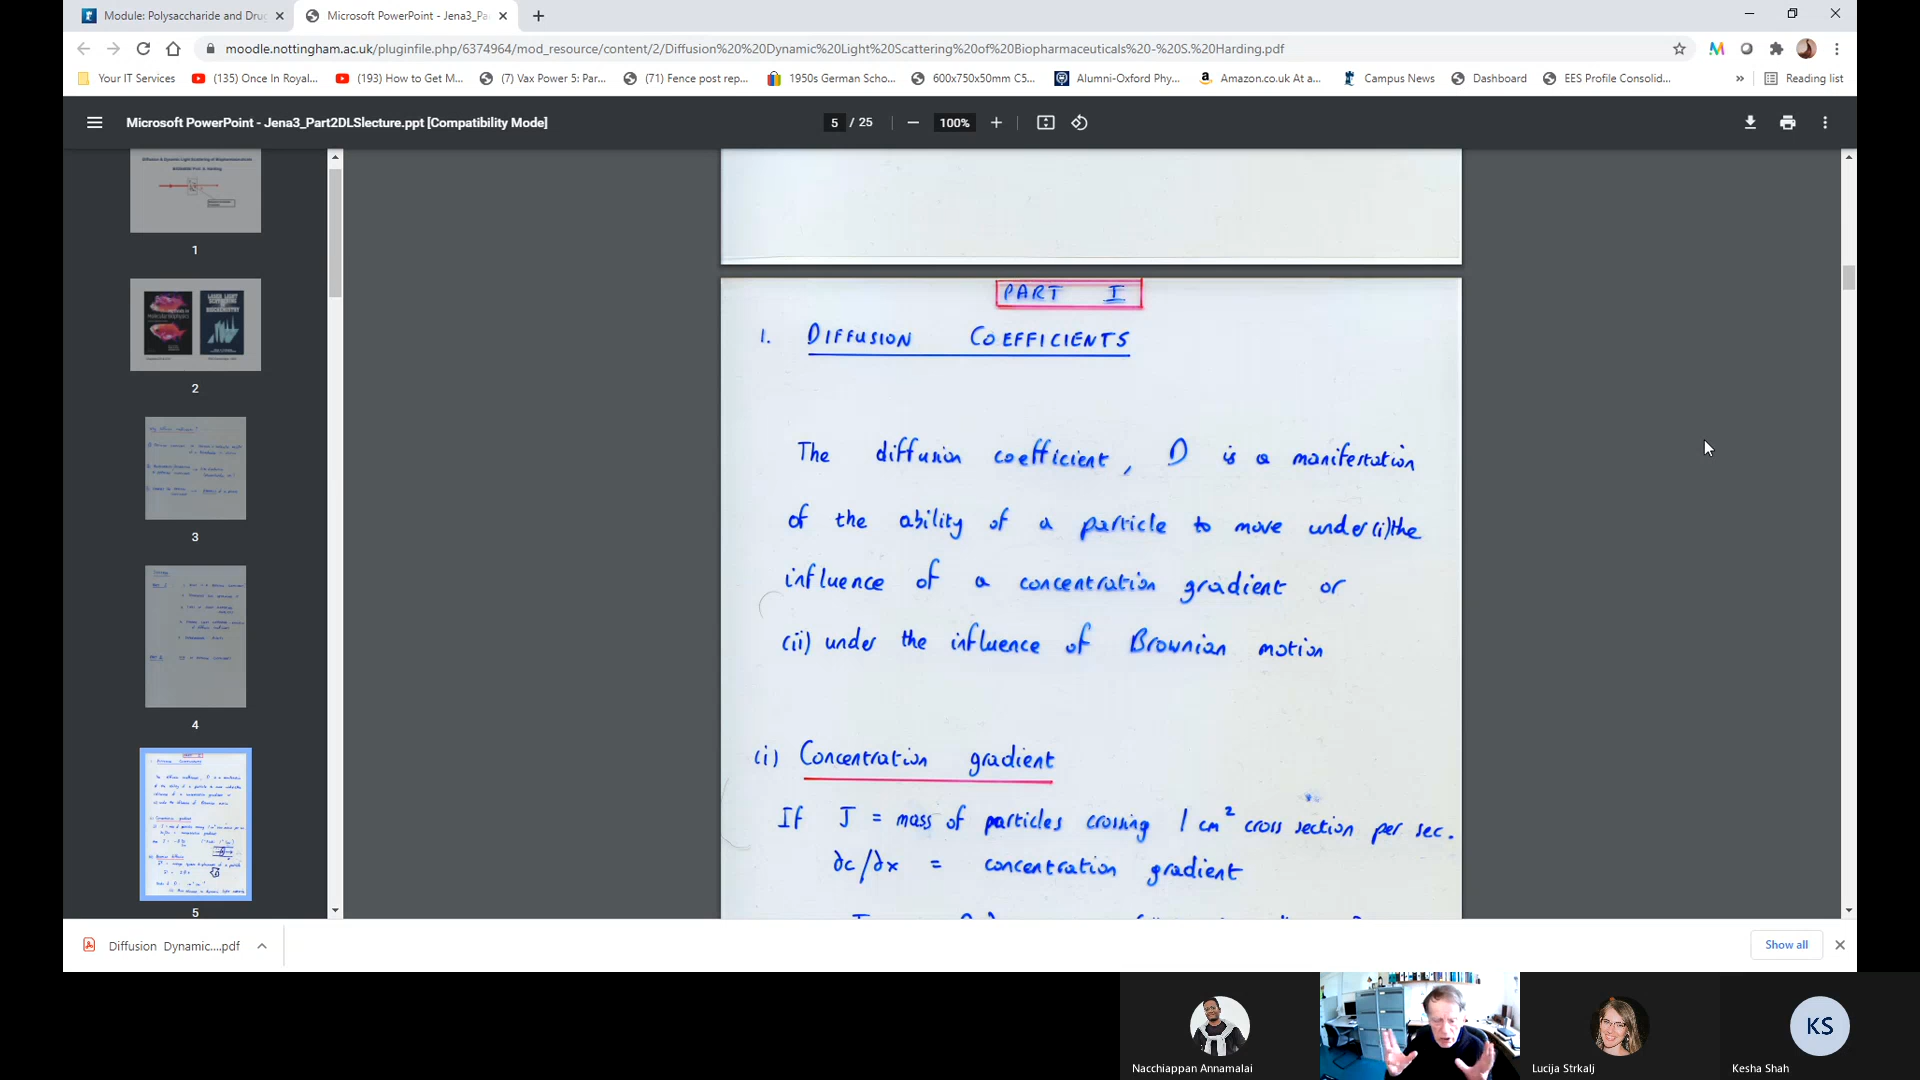 Module: Polysaccharide and Drug
Microsoft PowerPoint - Jena3_Pa
moodle.nottingham.ac.uk/pluginfile.php/6374964/mod_resource/content/2/Diffusion%20%20Dynamic%20Light%20Scattering%20of%20Biopharmaceuticals%20-%20S.%20Harding.pdf
Your IT Services
(135) Once In Royal...
(193) How to Get M...
(7) Vax Power 5: Par...
(71) Fence post rep...
1950s German Scho...
600x750x50mm C5...
Alumni-Oxford Phy...
Amazon.co.uk At a...
Campus News
Dashboard
EES Profile Consolid...
»
Reading list
Microsoft PowerPoint - Jena3_Part2DLSlecture.ppt [Compatibility Mode]
5 / 25
100%
1
2
3
4
5
PART I
1. DIFFUSION COEFFICIENTS
The diffusion coefficient, D is a manifestation
of the ability of a particle to move under (i) the
influence of a concentration gradient or
(ii) under the influence of Brownian motion
(i) Concentration gradient
If J = mass of particles crossing 1 cm² cross section per sec.
∂c/∂x = concentration gradient
Diffusion Dynamic....pdf
Show all
Nacchiappan Annamalai
Lucija Strkalj
KS
Kesha Shah